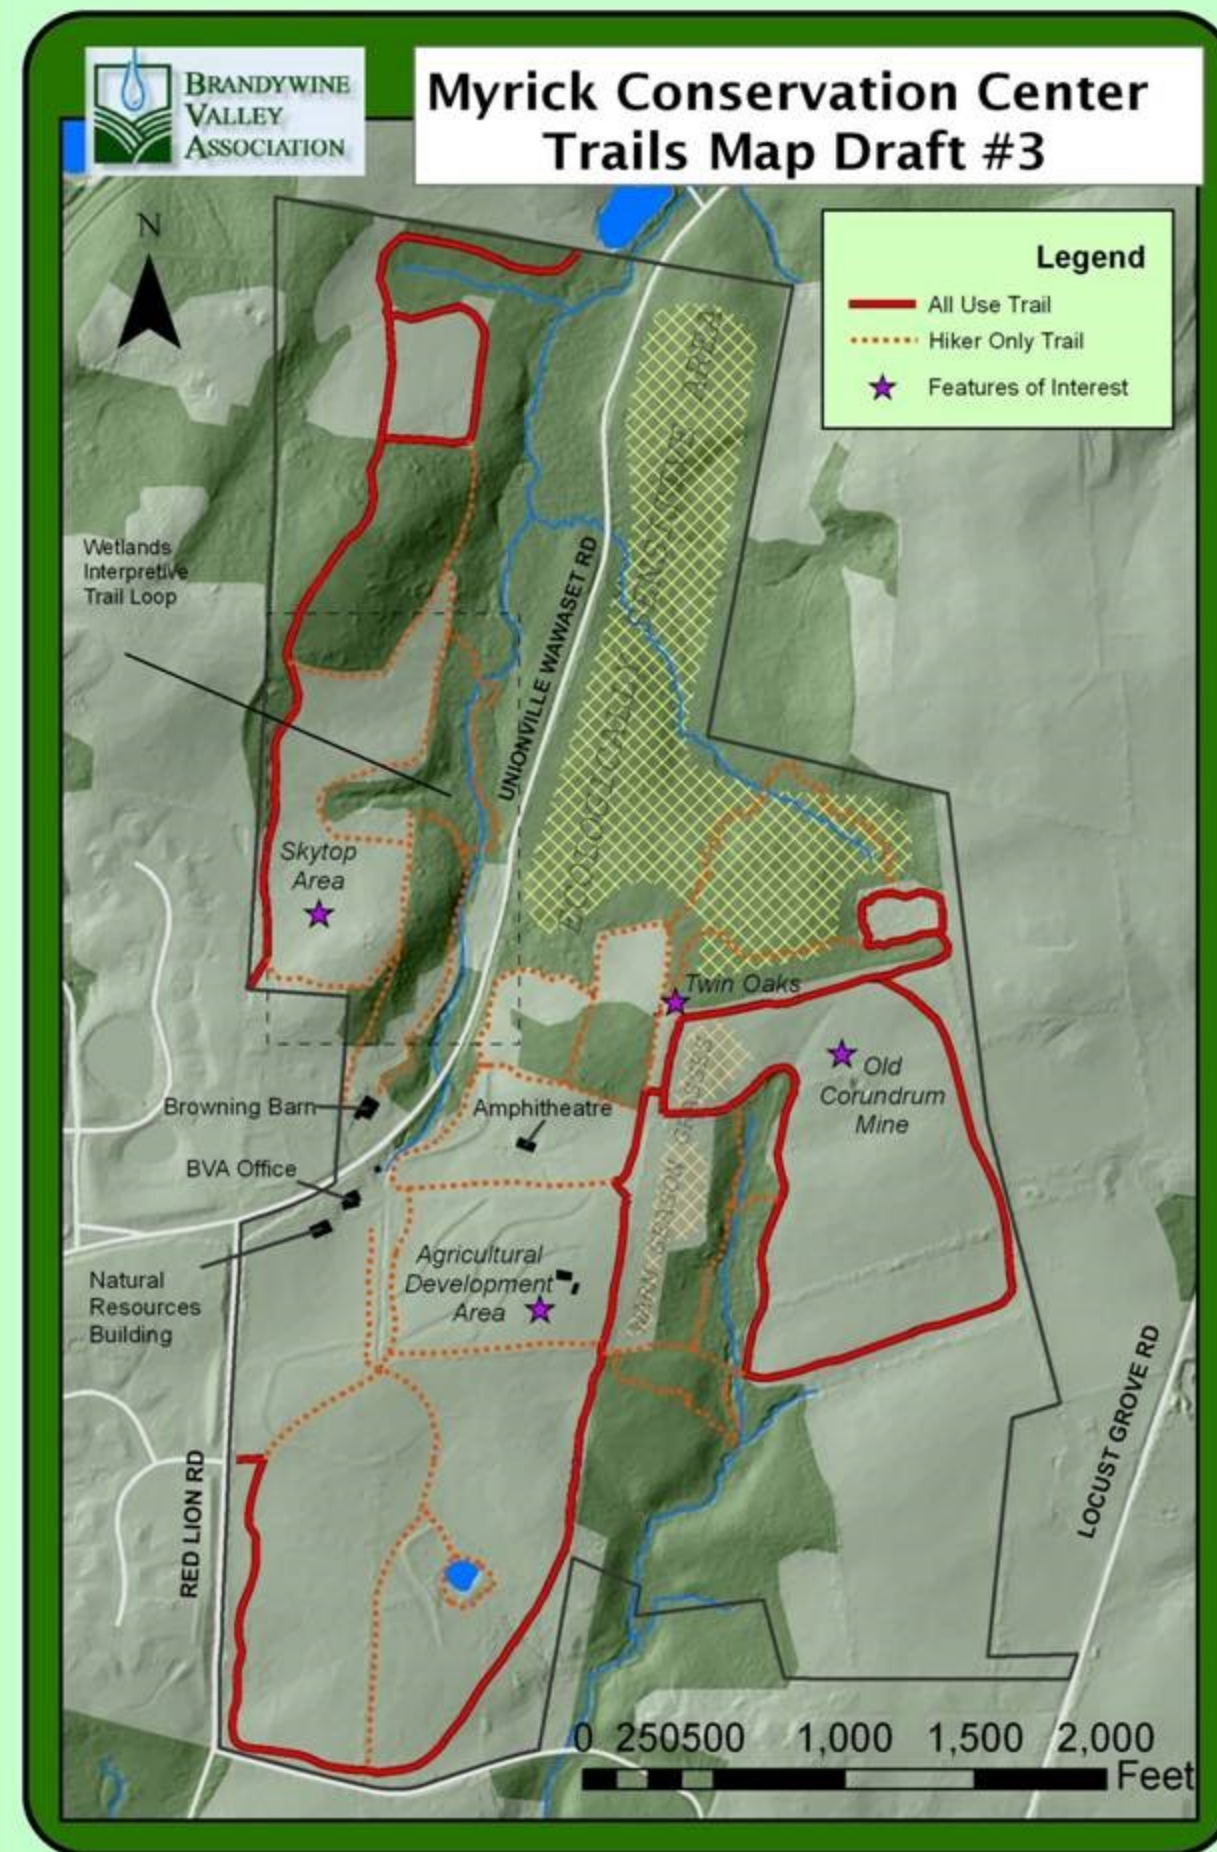 BRANDYWINE
VALLEY
ASSOCIATION
Myrick Conservation Center
Trails Map Draft #3
N
Legend
All Use Trail
Hiker Only Trail
Features of Interest
ECOLOGICALLY SENSITIVE AREA
Wetlands
Interpretive
Trail Loop
UNIONVILLE WAWASET RD
Skytop
Area
Twin Oaks
Old
Corundrum
Mine
Browning Barn
Amphitheatre
BVA Office
WARM SEASON GRASSES
Agricultural
Development
Area
Natural
Resources
Building
RED LION RD
LOCUST GROVE RD
0 250500 1,000 1,500 2,000
Feet